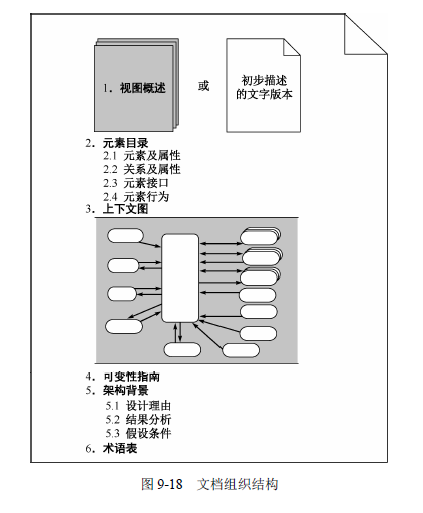 1．视图概述
或
初步描述
的文字版本
2．元素目录
2.1 元素及属性
2.2 关系及属性
2.3 元素接口
2.4 元素行为
3．上下文图
4．可变性指南
5．架构背景
5.1 设计理由
5.2 结果分析
5.3 假设条件
6．术语表
图 9-18 文档组织结构